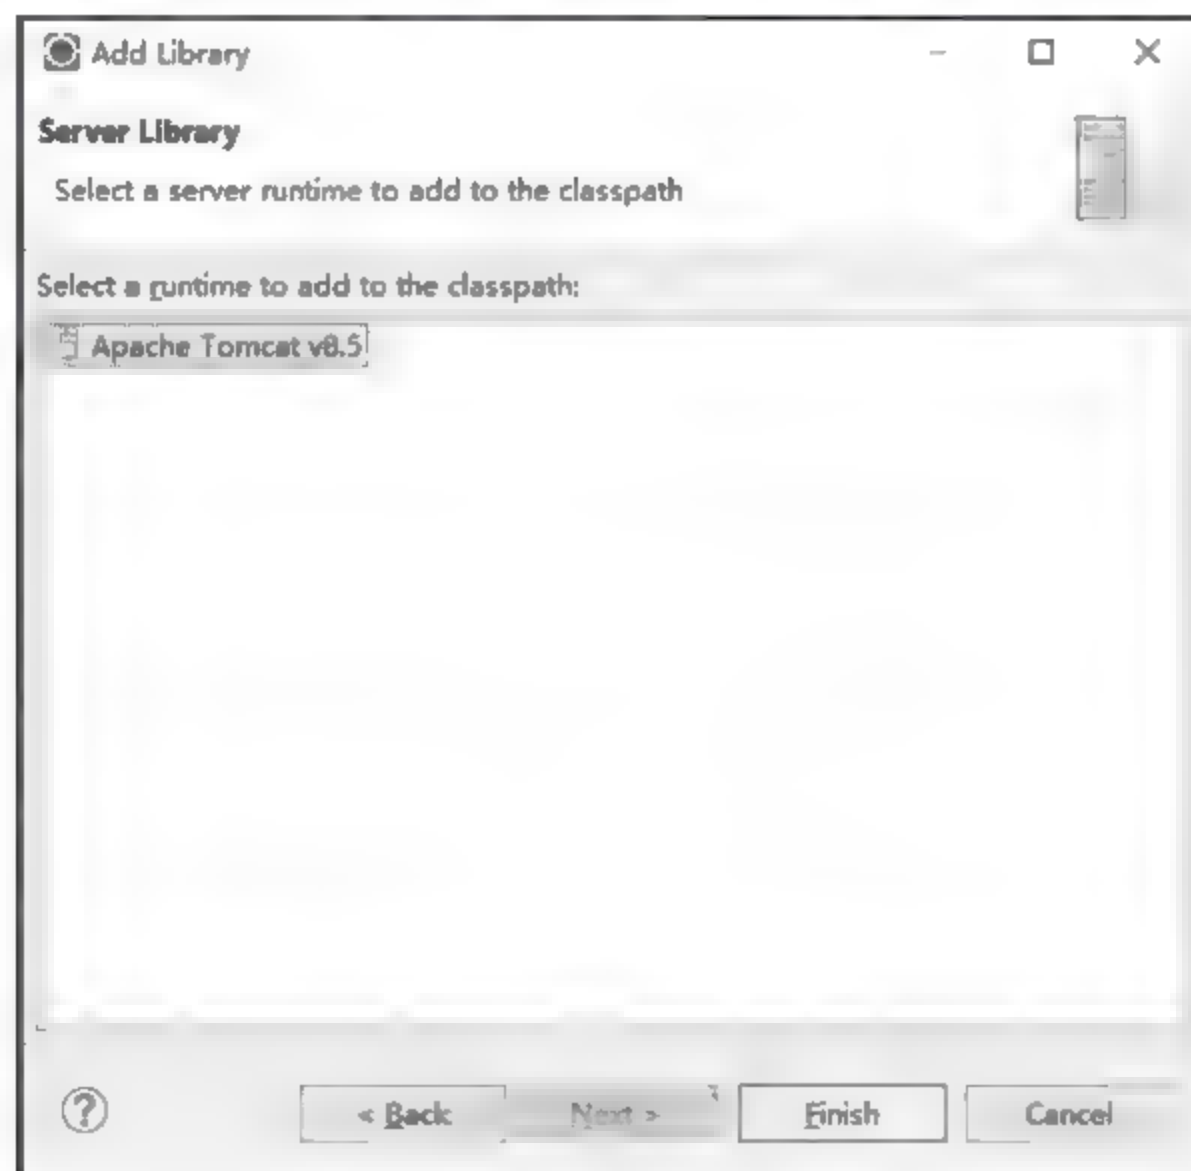 Add Library
Server Library
Select a server runtime to add to the classpath
Select a runtime to add to the classpath:
Apache Tomcat v8.5
< Back Next > Finish Cancel